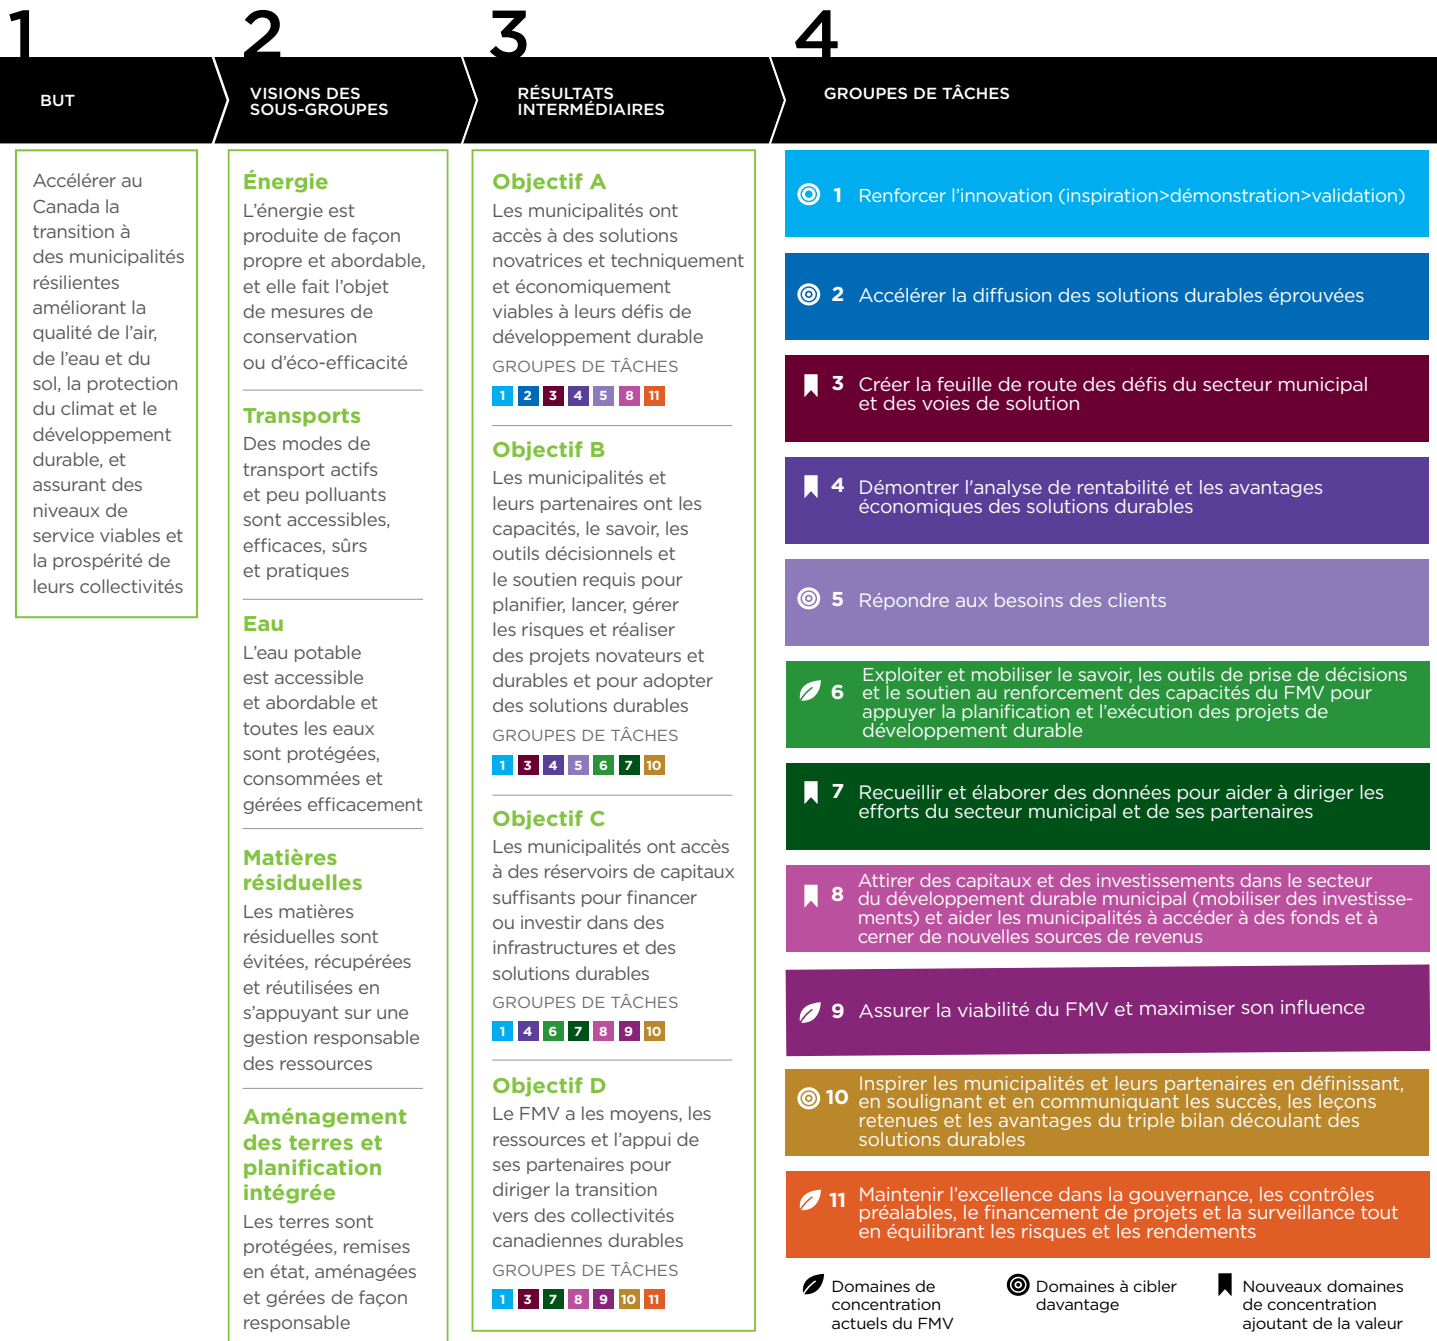 1
2
3
4
BUT
VISIONS DES
SOUS-GROUPES
RÉSULTATS
INTERMÉDIAIRES
GROUPES DE TÂCHES
Accélérer au
Canada la
transition à
des municipalités
résilientes
améliorant la
qualité de l’air,
de l’eau et du
sol, la protection
du climat et le
développement
durable, et
assurant des
niveaux de
service viables et
la prospérité de
leurs collectivités
Énergie
L’énergie est
produite de façon
propre et abordable,
et elle fait l’objet
de mesures de
conservation
ou d’éco-efficacité
Transports
Des modes de
transport actifs
et peu polluants
sont accessibles,
efficaces, sûrs
et pratiques
Eau
L’eau potable
est accessible
et abordable et
toutes les eaux
sont protégées,
consommées et
gérées efficacement
Matières
résiduelles
Les matières
résiduelles sont
évitées, récupérées
et réutilisées en
s’appuyant sur une
gestion responsable
des ressources
Aménagement
des terres et
planification
intégrée
Les terres sont
protégées, remises
en état, aménagées
et gérées de façon
responsable
Objectif A
Les municipalités ont
accès à des solutions
novatrices et techniquement
et économiquement
viables à leurs défis de
développement durable
GROUPES DE TÂCHES
1 2 3 4 5 8 11
Objectif B
Les municipalités et
leurs partenaires ont les
capacités, le savoir, les
outils décisionnels et
le soutien requis pour
planifier, lancer, gérer
les risques et réaliser
des projets novateurs et
durables et pour adopter
des solutions durables
GROUPES DE TÂCHES
1 3 4 5 6 7 10
Objectif C
Les municipalités ont accès
à des réservoirs de capitaux
suffisants pour financer
ou investir dans des
infrastructures et des
solutions durables
GROUPES DE TÂCHES
1 4 6 7 8 9 10
Objectif D
Le FMV a les moyens, les
ressources et l’appui de
ses partenaires pour
diriger la transition
vers des collectivités
canadiennes durables
GROUPES DE TÂCHES
1 3 7 8 9 10 11
1 Renforcer l’innovation (inspiration>démonstration>validation)
2 Accélérer la diffusion des solutions durables éprouvées
3 Créer la feuille de route des défis du secteur municipal
et des voies de solution
4 Démontrer l'analyse de rentabilité et les avantages
économiques des solutions durables
5 Répondre aux besoins des clients
6 Exploiter et mobiliser le savoir, les outils de prise de décisions
et le soutien au renforcement des capacités du FMV pour
appuyer la planification et l’exécution des projets de
développement durable
7 Recueillir et élaborer des données pour aider à diriger les
efforts du secteur municipal et de ses partenaires
8 Attirer des capitaux et des investissements dans le secteur
du développement durable municipal (mobiliser des investisse-
ments) et aider les municipalités à accéder à des fonds et à
cerner de nouvelles sources de revenus
9 Assurer la viabilité du FMV et maximiser son influence
10 Inspirer les municipalités et leurs partenaires en définissant,
en soulignant et en communiquant les succès, les leçons
retenues et les avantages du triple bilan découlant des
solutions durables
11 Maintenir l’excellence dans la gouvernance, les contrôles
préalables, le financement de projets et la surveillance tout
en équilibrant les risques et les rendements
Domaines de
concentration
actuels du FMV
Domaines à cibler
davantage
Nouveaux domaines
de concentration
ajoutant de la valeur